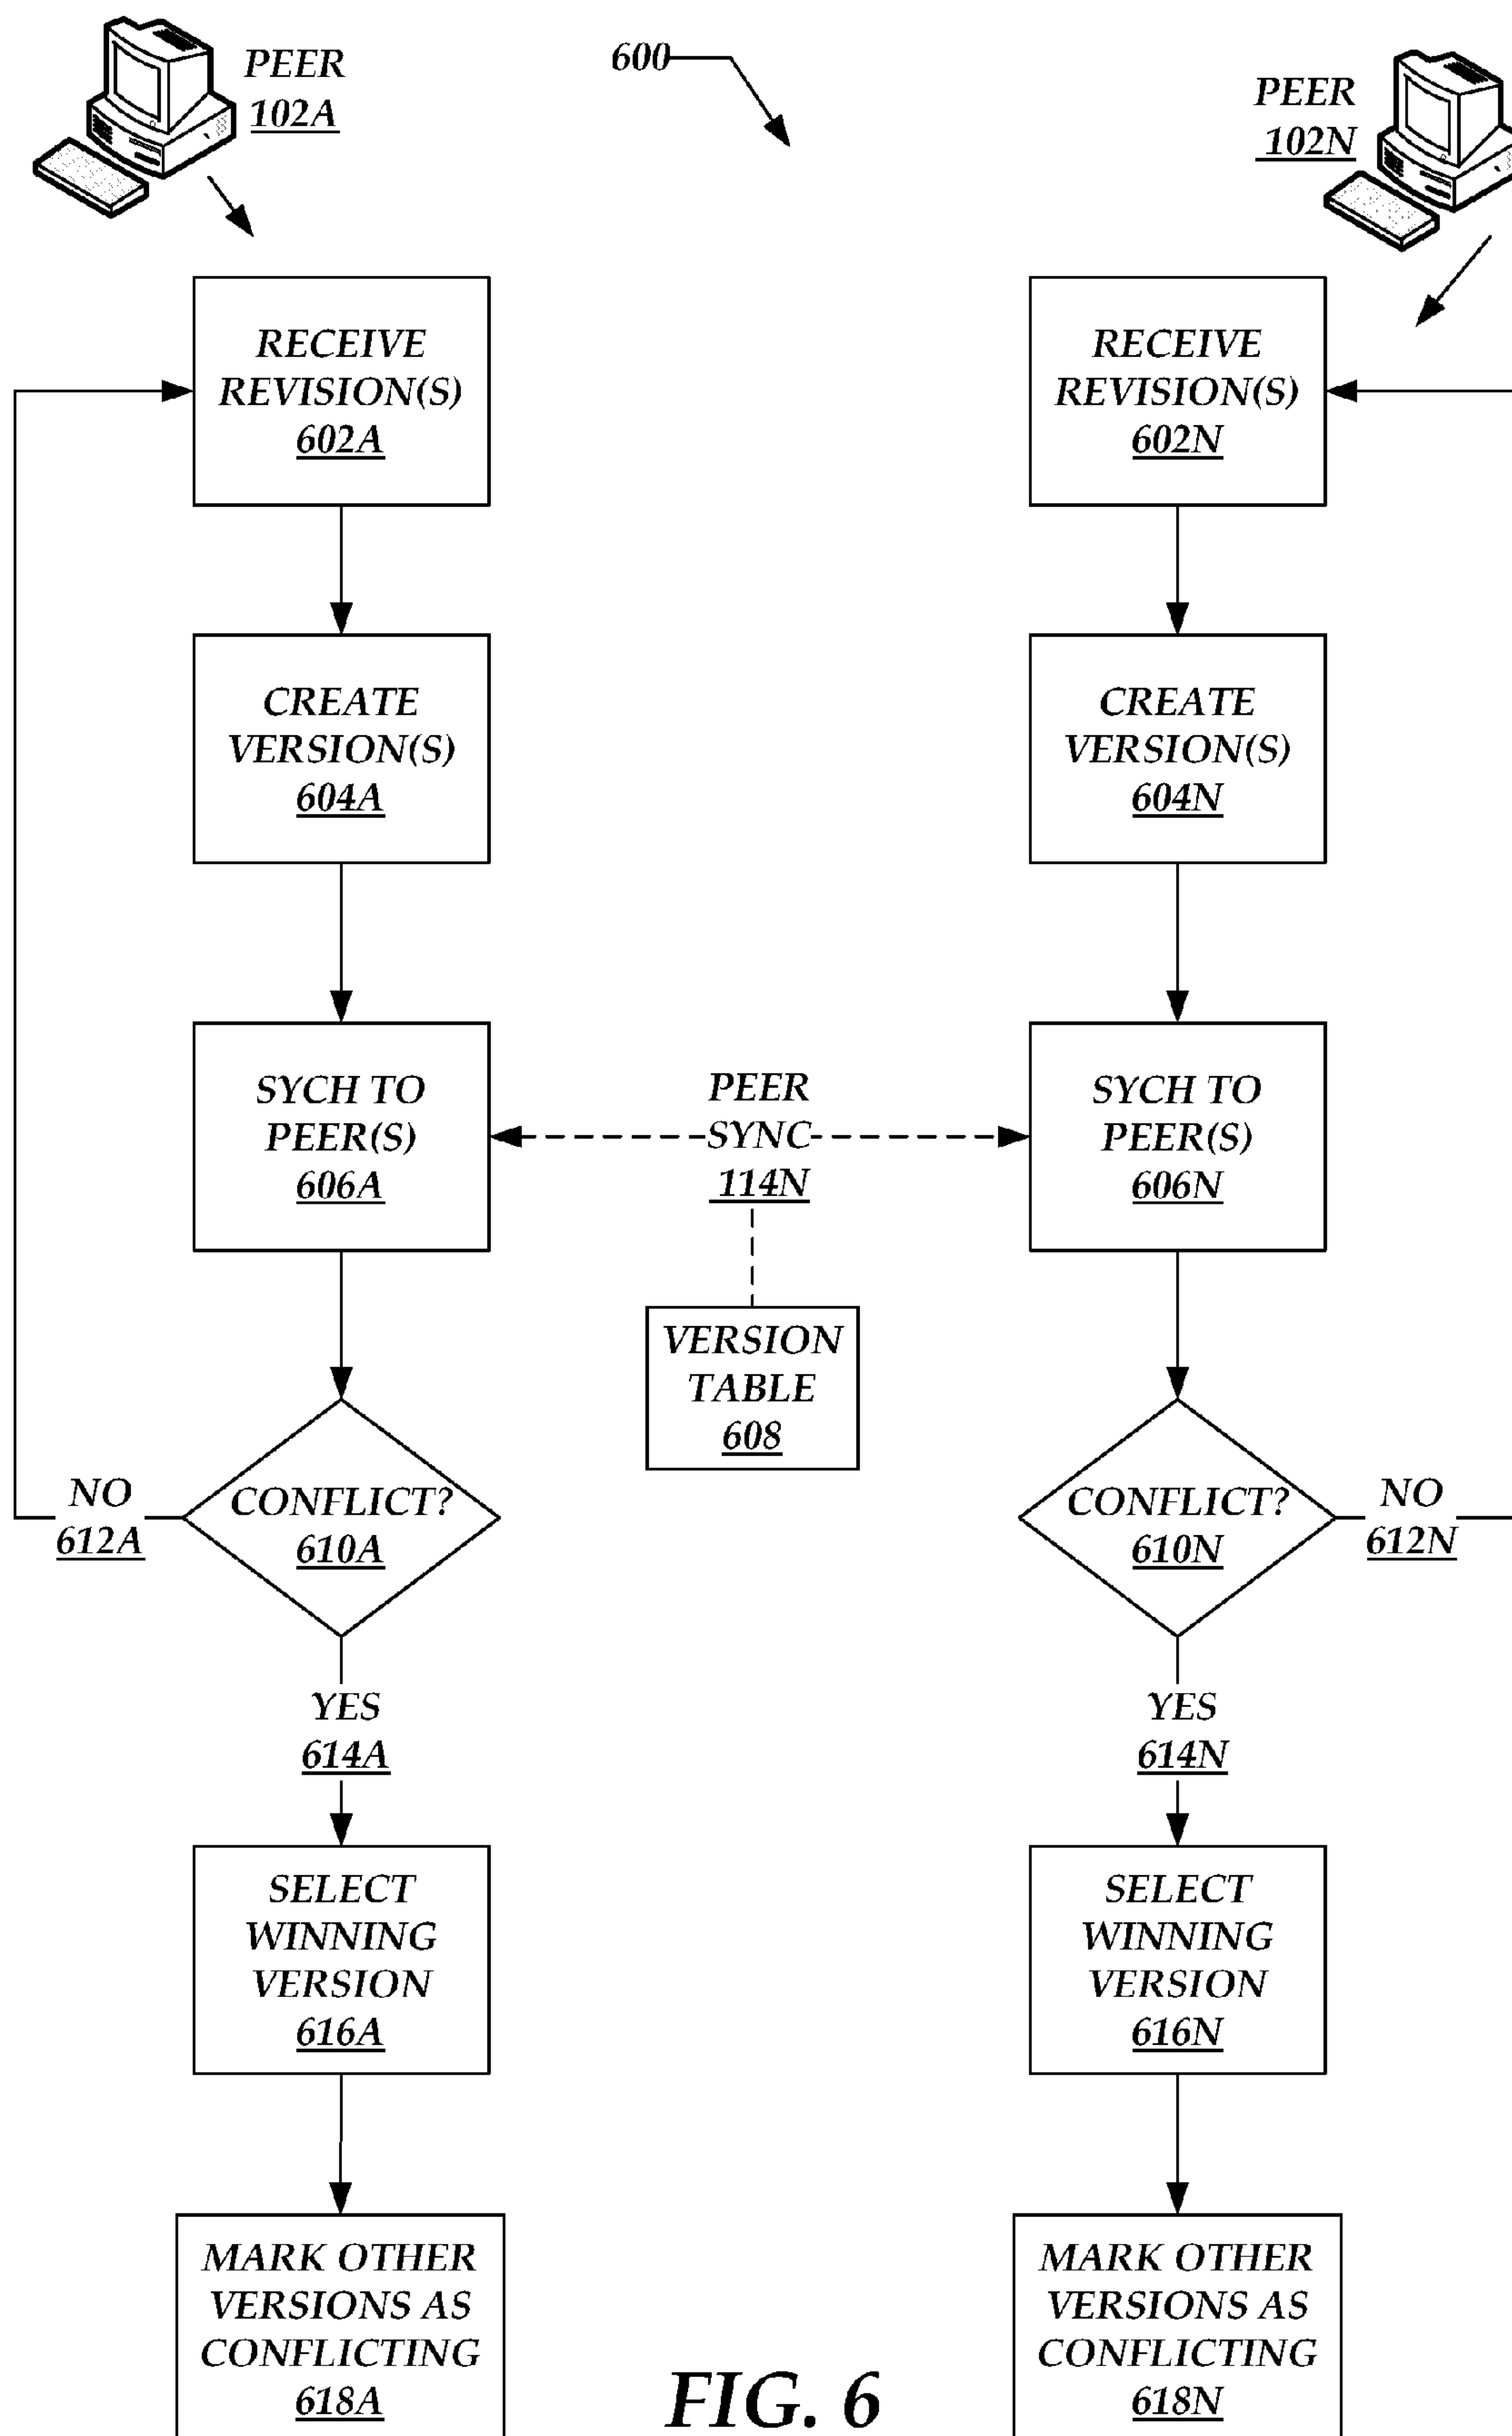 PEER
102A
600
PEER
102N
RECEIVE
REVISION(S)
602A
RECEIVE
REVISION(S)
602N
CREATE
VERSION(S)
604A
CREATE
VERSION(S)
604N
SYCH TO
PEER(S)
606A
PEER
SYNC
114N
SYCH TO
PEER(S)
606N
VERSION
TABLE
608
CONFLICT?
610A
NO
612A
CONFLICT?
610N
NO
612N
YES
614A
YES
614N
SELECT
WINNING
VERSION
616A
SELECT
WINNING
VERSION
616N
MARK OTHER
VERSIONS AS
CONFLICTING
618A
MARK OTHER
VERSIONS AS
CONFLICTING
618N
FIG. 6